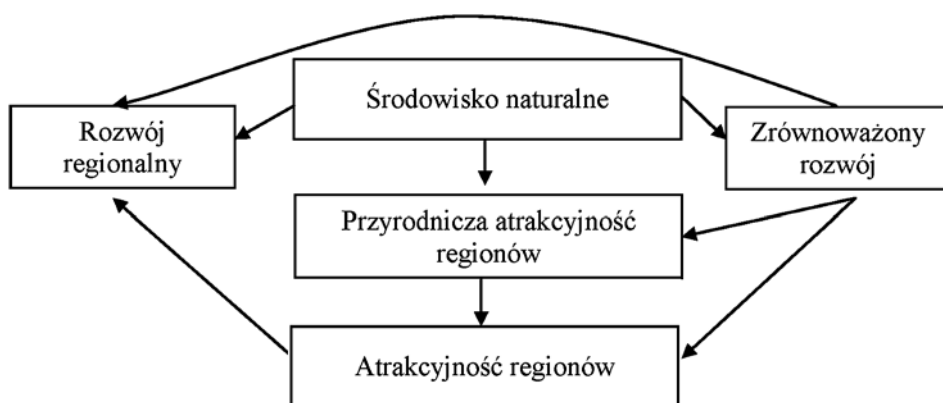 Środowisko naturalne
Rozwój
regionalny
Zrównoważony
rozwój
Przyrodnicza atrakcyjność
regionów
Atrakcyjność regionów